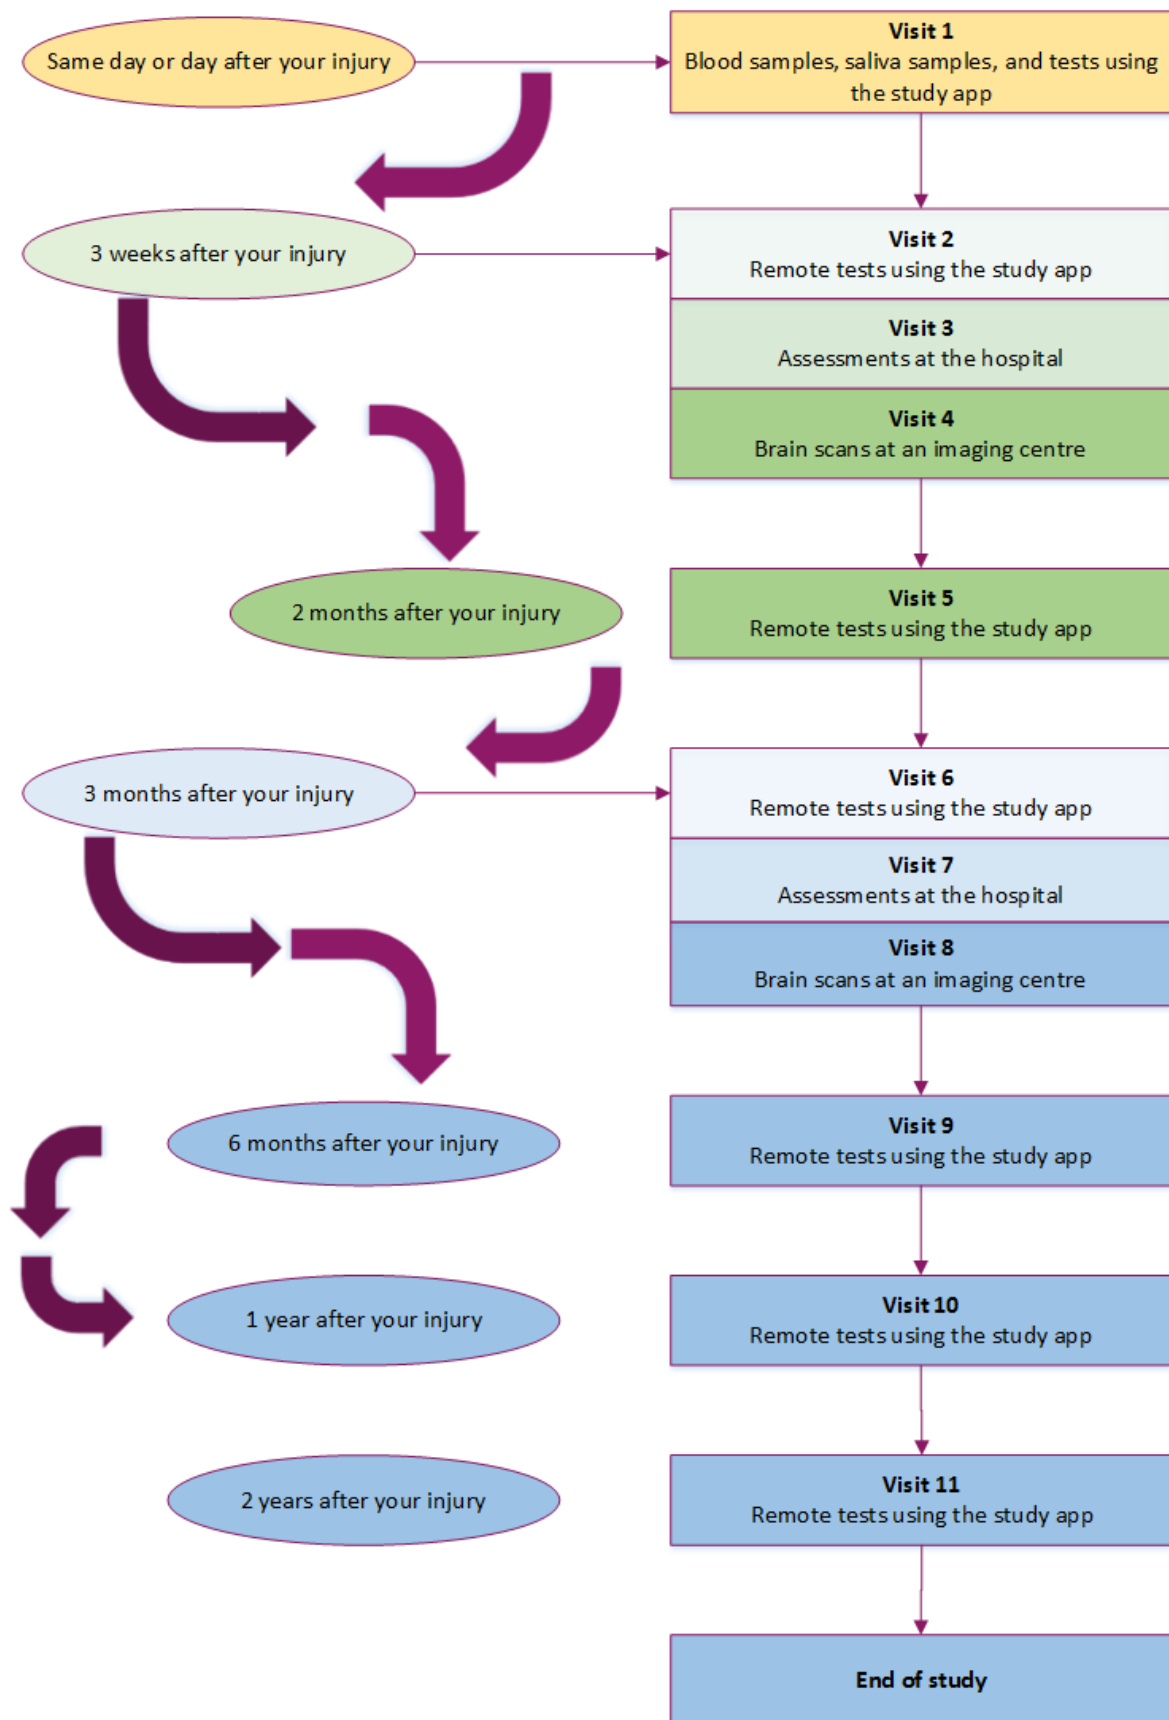 Same day or day after your injury
Visit 1
Blood samples, saliva samples, and tests using
the study app
3 weeks after your injury
Visit 2
Remote tests using the study app
Visit 3
Assessments at the hospital
Visit 4
Brain scans at an imaging centre
2 months after your injury
Visit 5
Remote tests using the study app
3 months after your injury
Visit 6
Remote tests using the study app
Visit 7
Assessments at the hospital
Visit 8
Brain scans at an imaging centre
6 months after your injury
Visit 9
Remote tests using the study app
1 year after your injury
Visit 10
Remote tests using the study app
2 years after your injury
Visit 11
Remote tests using the study app
End of study